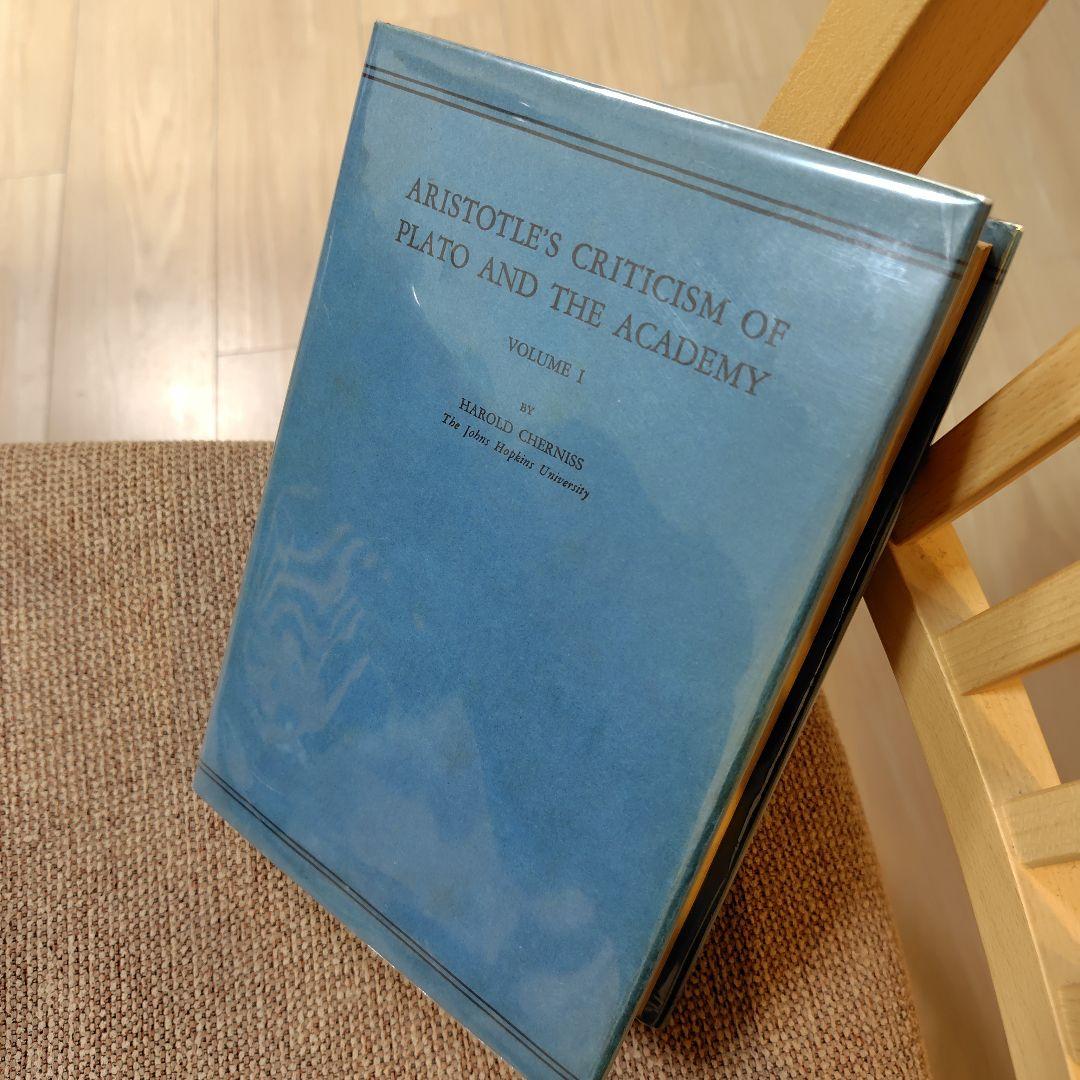 ARISTOTLE'S CRITICISM OF
PLATO AND THE ACADEMY
VOLUME I
BY
HAROLD CHERNISS
The Johns Hopkins University